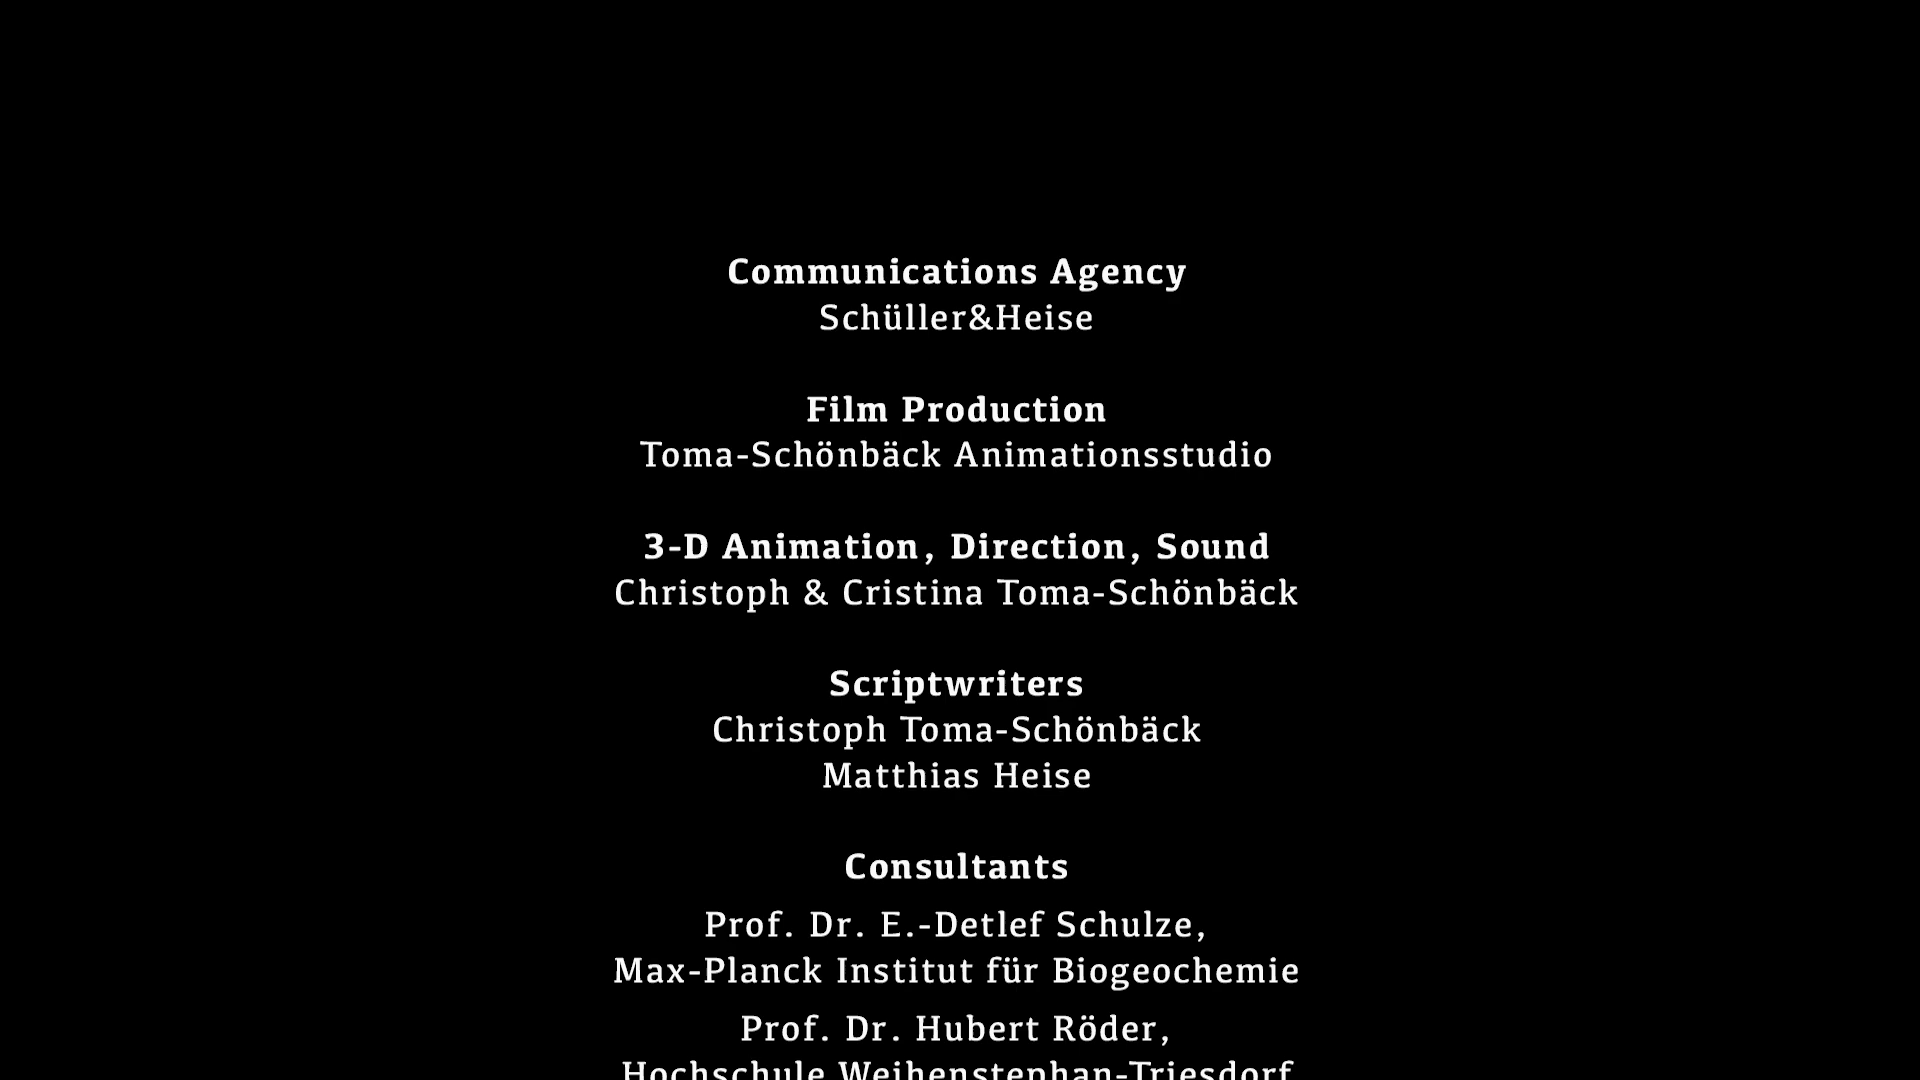 Communications Agency
Schüller&Heise
Film Production
Toma-Schönbäck Animationsstudio
3-D Animation, Direction, Sound
Christoph & Cristina Toma-Schönbäck
Scriptwriters
Christoph Toma-Schönbäck
Matthias Heise
Consultants
Prof. Dr. E.-Detlef Schulze,
Max-Planck Institut für Biogeochemie
Prof. Dr. Hubert Röder,
Hochschule Weihenstephan-Triesdorf